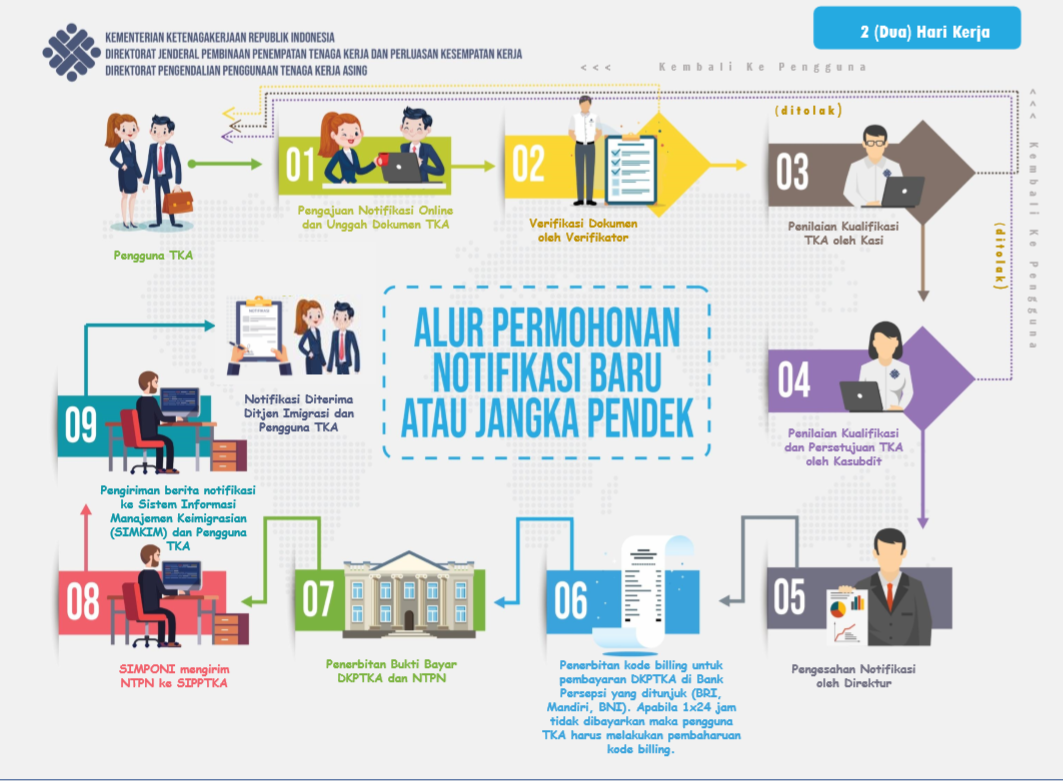 KEMENTERIAN KETENAGAKERJAAN REPUBLIK INDONESIA
DIREKTORAT JENDERAL PEMBINAAN PENEMPATAN TENAGA KERJA DAN PERLUASAN KESEMPATAN KERJA
DIREKTORAT PENGENDALIAN PENGGUNAAN TENAGA KERJA ASING
2 (Dua) Hari Kerja
<<< Kembali Ke Pengguna
Pengguna TKA
01
Pengajuan Notifikasi Online
dan Unggah Dokumen TKA
02
Verifikasi Dokumen
oleh Verifikator
(ditolak)
03
Penilaian Kualifikasi
TKA oleh Kasi
<<< Kembali Ke Pengguna
(ditolak)
ALUR PERMOHONAN
NOTIFIKASI BARU
ATAU JANGKA PENDEK
04
Penilaian Kualifikasi
dan Persetujuan TKA
oleh Kasubdit
05
Pengesahan Notifikasi
oleh Direktur
06
Penerbitan kode billing untuk
pembayaran DKPTKA di Bank
Persepsi yang ditunjuk (BRI,
Mandiri, BNI). Apabila 1x24 jam
tidak dibayarkan maka pengguna
TKA harus melakukan pembaharuan
kode billing.
07
Penerbitan Bukti Bayar
DKPTKA dan NTPN
08
SIMPONI mengirim
NTPN ke SIPPTKA
09
Pengiriman berita notifikasi
ke Sistem Informasi
Manajemen Keimigrasian
(SIMKIM) dan Pengguna
TKA
Notifikasi Diterima
Ditjen Imigrasi dan
Pengguna TKA